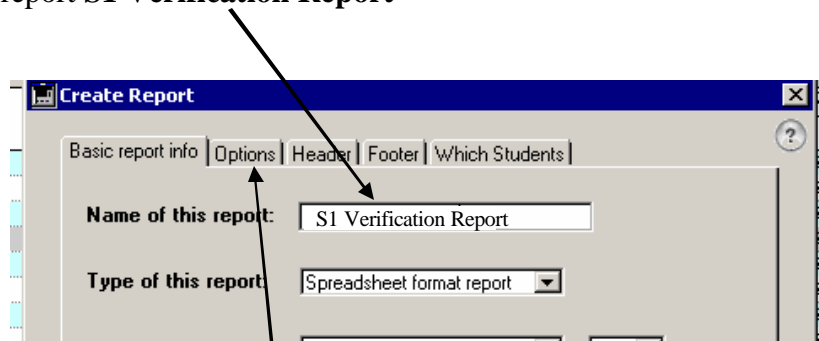 report S1 Verification Report
Create Report
Basic report info Options Header Footer Which Students
Name of this report: S1 Verification Report
Type of this report: Spreadsheet format report